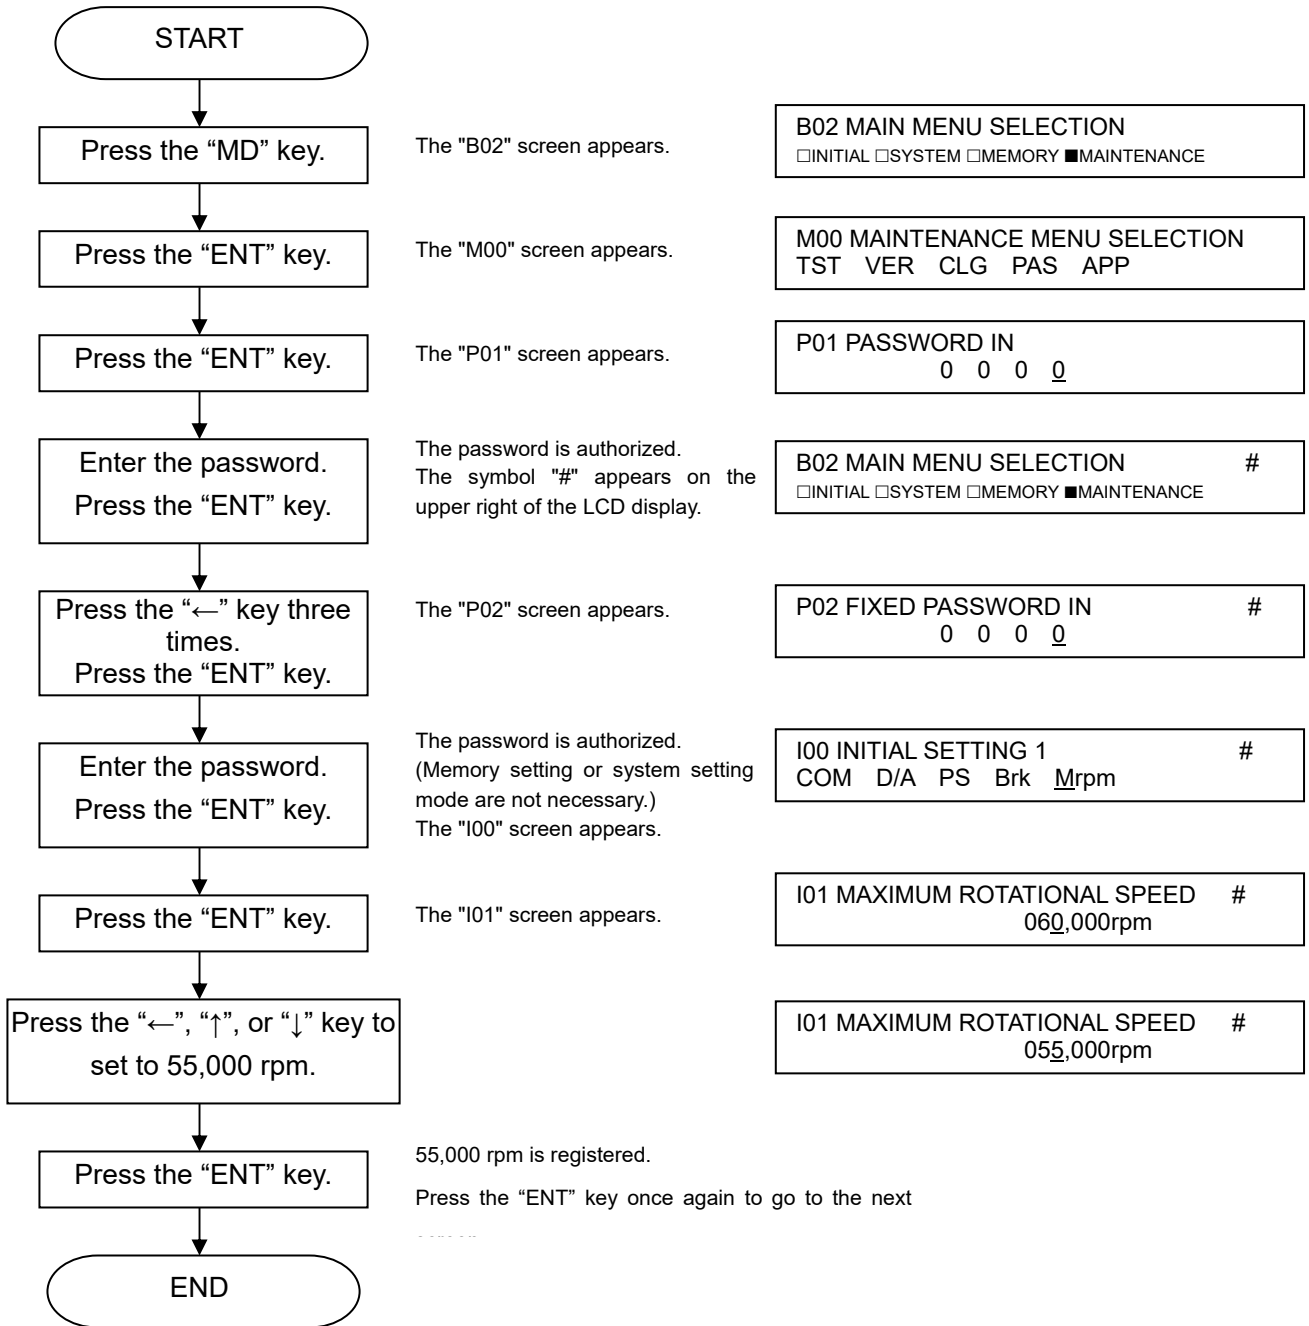 START
Press the “MD” key.
The "B02" screen appears.
B02 MAIN MENU SELECTION
□INITIAL □SYSTEM □MEMORY ■MAINTENANCE
Press the “ENT” key.
The "M00" screen appears.
M00 MAINTENANCE MENU SELECTION
TST VER CLG PAS APP
Press the “ENT” key.
The "P01" screen appears.
P01 PASSWORD IN
0 0 0 0
Enter the password.
Press the “ENT” key.
The password is authorized.
The symbol "#" appears on the
upper right of the LCD display.
B02 MAIN MENU SELECTION #
□INITIAL □SYSTEM □MEMORY ■MAINTENANCE
Press the “←” key three
times.
Press the “ENT” key.
The "P02" screen appears.
P02 FIXED PASSWORD IN #
0 0 0 0
Enter the password.
Press the “ENT” key.
The password is authorized.
(Memory setting or system setting
mode are not necessary.)
The "I00" screen appears.
I00 INITIAL SETTING 1 #
COM D/A PS Brk Mrpm
Press the “ENT” key.
The "I01" screen appears.
I01 MAXIMUM ROTATIONAL SPEED #
060,000rpm
Press the “←”, “↑”, or “↓” key to
set to 55,000 rpm.
I01 MAXIMUM ROTATIONAL SPEED #
055,000rpm
Press the “ENT” key.
55,000 rpm is registered.
Press the “ENT” key once again to go to the next
END